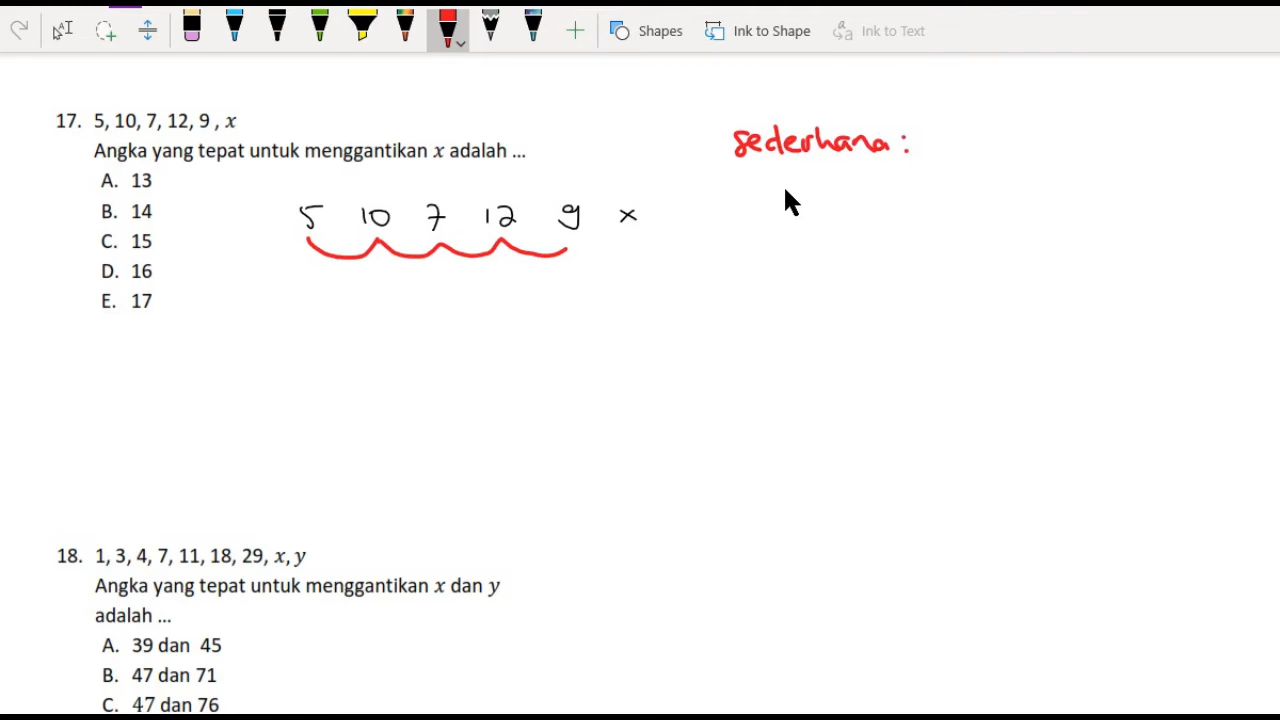 Shapes Ink to Shape Ink to Text
17. 5, 10, 7, 12, 9 , x
Angka yang tepat untuk menggantikan x adalah ...
A. 13
B. 14
C. 15
D. 16
E. 17
5 10 7 12 9 x
sederhana :
18. 1, 3, 4, 7, 11, 18, 29, x, y
Angka yang tepat untuk menggantikan x dan y
adalah ...
A. 39 dan 45
B. 47 dan 71
C. 47 dan 76